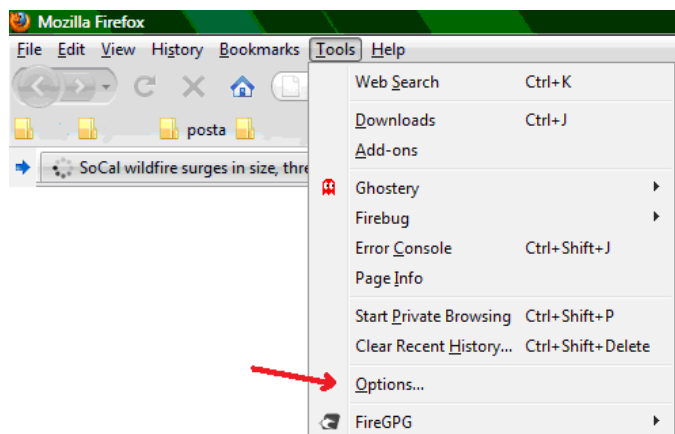 Mozilla Firefox
File Edit View History Bookmarks Tools Help
Web Search Ctrl+K
Downloads Ctrl+J
posta
Add-ons
SoCal wildfire surges in size, thre
Ghostery
Firebug
Error Console Ctrl+Shift+J
Page Info
Start Private Browsing Ctrl+Shift+P
Clear Recent History... Ctrl+Shift+Delete
Options...
FireGPG